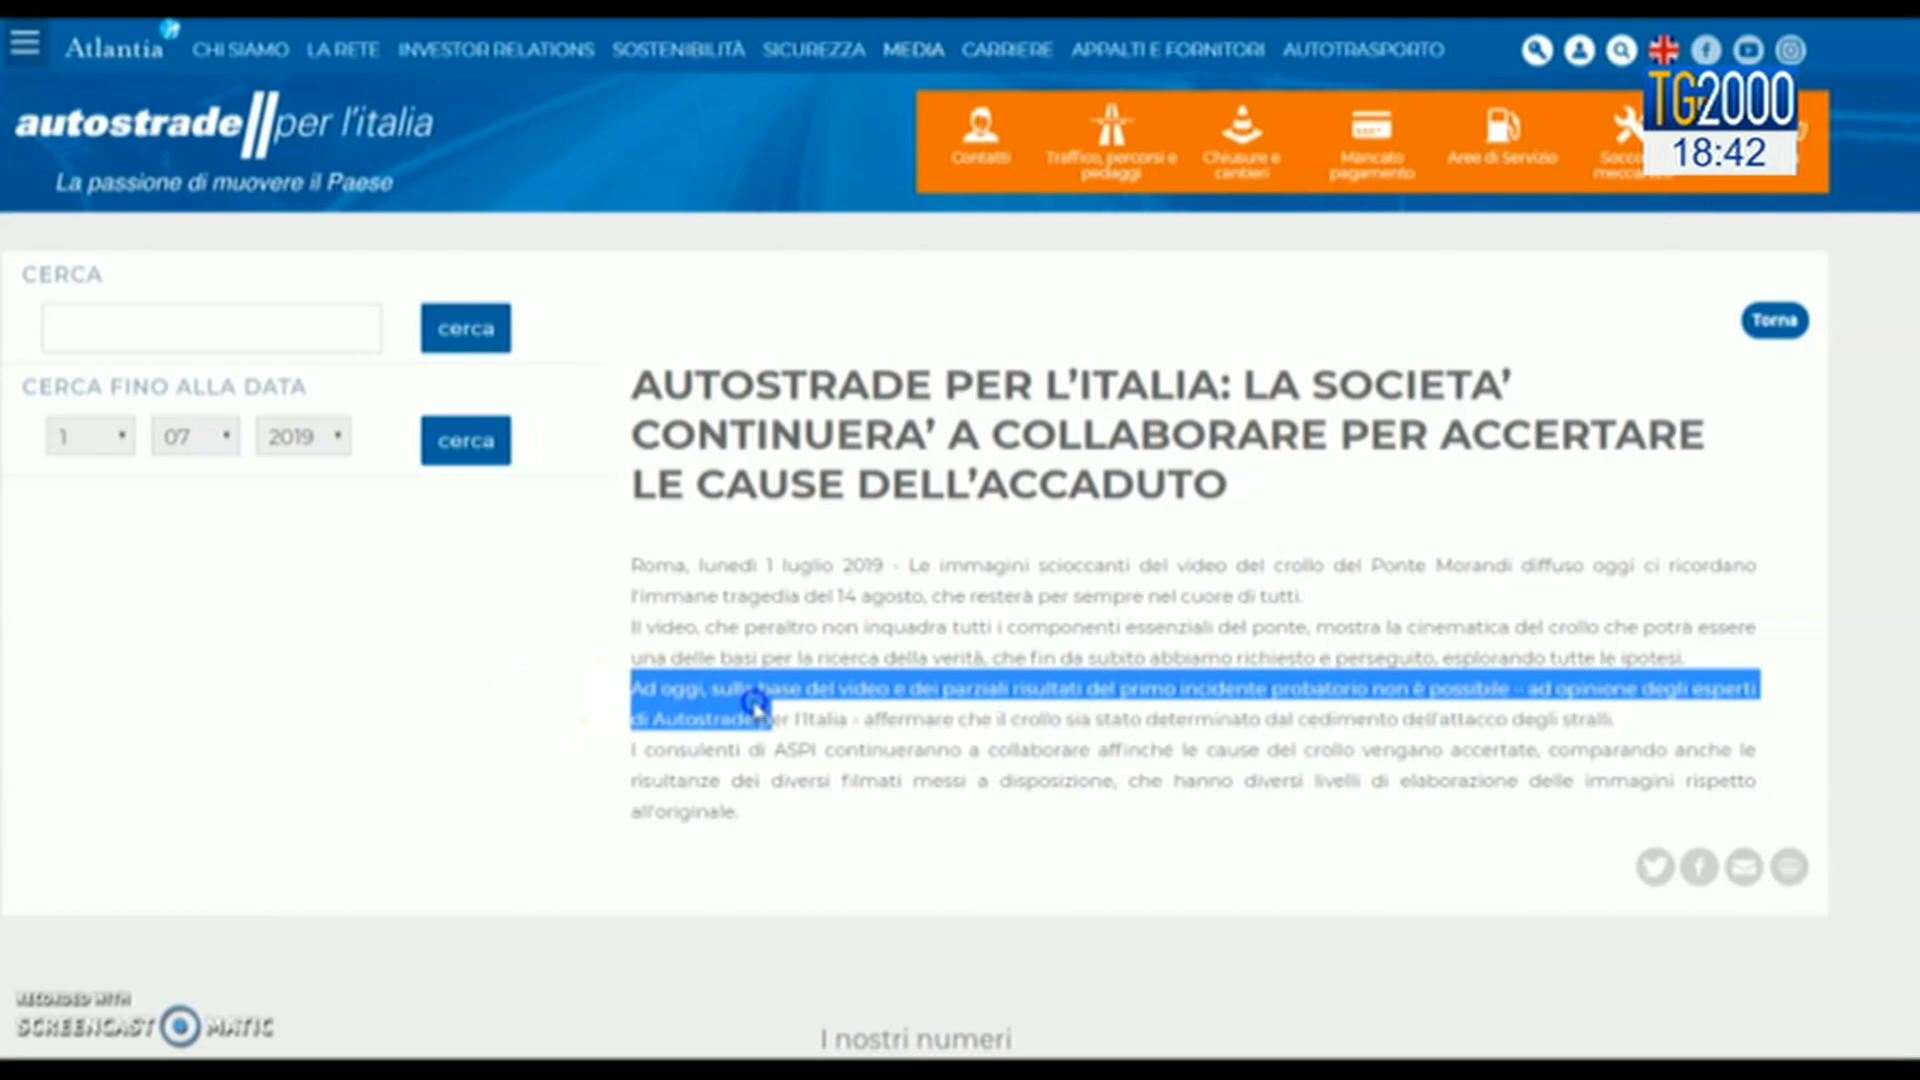 Atlantia CHI SIAMO LA RETE INVESTOR RELATIONS SOSTENIBILITÀ SICUREZZA MEDIA CARRIERE APPALTI E FORNITORI AUTOTRASPORTO
TG2000
18:42
autostrade per l'italia
La passione di muovere il Paese
Contatti
Traffico, percorsi e pedaggi
Chiusure e cantieri
Mancato pagamento
Aree di Servizio
CERCA
cerca
CERCA FINO ALLA DATA
1 07 2019 cerca
Torna
AUTOSTRADE PER L'ITALIA: LA SOCIETA'
CONTINUERA' A COLLABORARE PER ACCERTARE
LE CAUSE DELL'ACCADUTO
Roma, lunedì 1 luglio 2019 - Le immagini scioccanti del video del crollo del Ponte Morandi diffuso oggi ci ricordano
l'immane tragedia del 14 agosto, che resterà per sempre nel cuore di tutti.
Il video, che peraltro non inquadra tutti i componenti essenziali del ponte, mostra la cinematica del crollo che potrà essere
una delle basi per la ricerca della verità, che fin da subito abbiamo richiesto e perseguito, esplorando tutte le ipotesi.
Ad oggi, sulla base del video e dei parziali risultati del primo incidente probatorio non è possibile – ad opinione degli esperti
di Autostrade per l'Italia - affermare che il crollo sia stato determinato dal cedimento dell'attacco degli stralli.
I consulenti di ASPI continueranno a collaborare affinché le cause del crollo vengano accertate, comparando anche le
risultanze dei diversi filmati messi a disposizione, che hanno diversi livelli di elaborazione delle immagini rispetto
all'originale.
RECORDED WITH
SCREENCAST MATIC
I nostri numeri